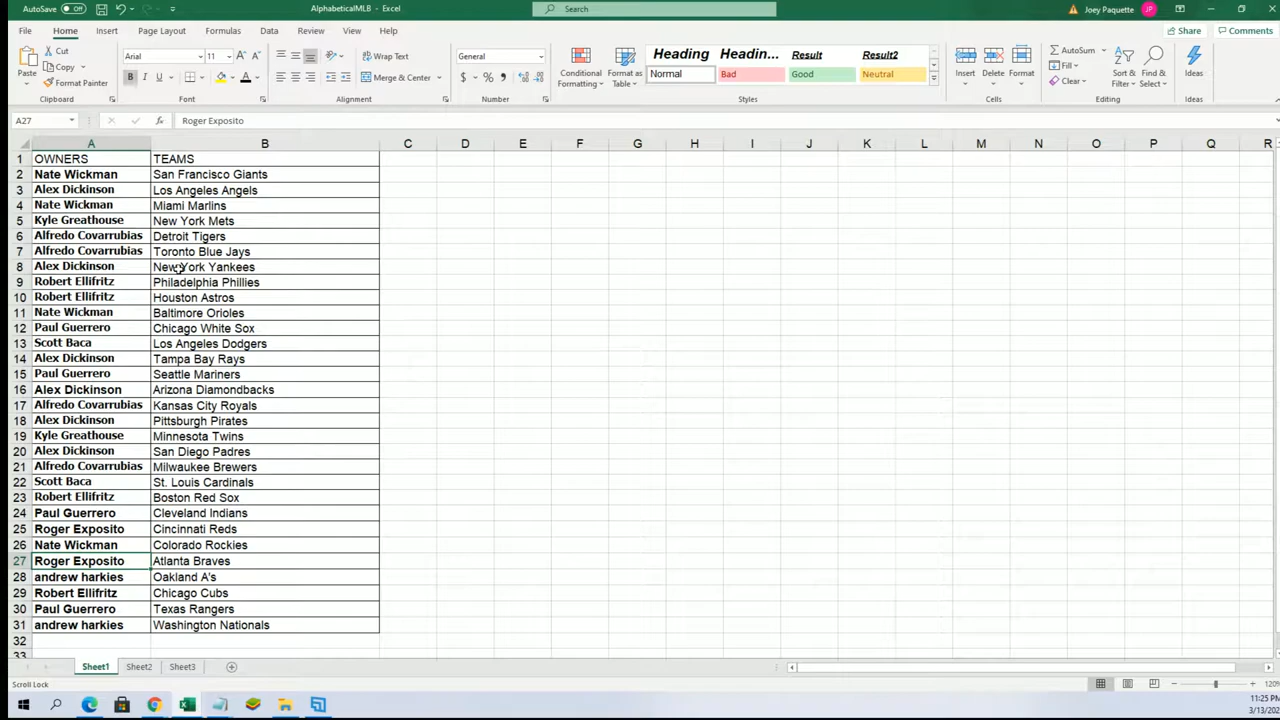 AutoSave Off AlphabeticalMLB - Excel Search Joey Paquette JP
File Home Insert Page Layout Formulas Data Review View Help Share Comments
Paste Cut Copy Format Painter Clipboard
Arial 11 B I U A A A Font
Wrap Text Merge & Center Alignment
General $ % Number
Conditional Formatting Format as Table
Heading Headin... Result Result2
Normal Bad Good Neutral
Styles
Insert Delete Format Cells
AutoSum Fill Clear Sort & Filter Find & Select Editing
Ideas Ideas
A27 fx Roger Exposito
A B C D E F G H I J K L M N O P Q R
1 OWNERS TEAMS
2 Nate Wickman San Francisco Giants
3 Alex Dickinson Los Angeles Angels
4 Nate Wickman Miami Marlins
5 Kyle Greathouse New York Mets
6 Alfredo Covarrubias Detroit Tigers
7 Alfredo Covarrubias Toronto Blue Jays
8 Alex Dickinson New York Yankees
9 Robert Ellifritz Philadelphia Phillies
10 Robert Ellifritz Houston Astros
11 Nate Wickman Baltimore Orioles
12 Paul Guerrero Chicago White Sox
13 Scott Baca Los Angeles Dodgers
14 Alex Dickinson Tampa Bay Rays
15 Paul Guerrero Seattle Mariners
16 Alex Dickinson Arizona Diamondbacks
17 Alfredo Covarrubias Kansas City Royals
18 Alex Dickinson Pittsburgh Pirates
19 Kyle Greathouse Minnesota Twins
20 Alex Dickinson San Diego Padres
21 Alfredo Covarrubias Milwaukee Brewers
22 Scott Baca St. Louis Cardinals
23 Robert Ellifritz Boston Red Sox
24 Paul Guerrero Cleveland Indians
25 Roger Exposito Cincinnati Reds
26 Nate Wickman Colorado Rockies
27 Roger Exposito Atlanta Braves
28 andrew harkies Oakland A's
29 Robert Ellifritz Chicago Cubs
30 Paul Guerrero Texas Rangers
31 andrew harkies Washington Nationals
32
33
Sheet1 Sheet2 Sheet3
Scroll Lock 120%
11:25 PM
3/13/202